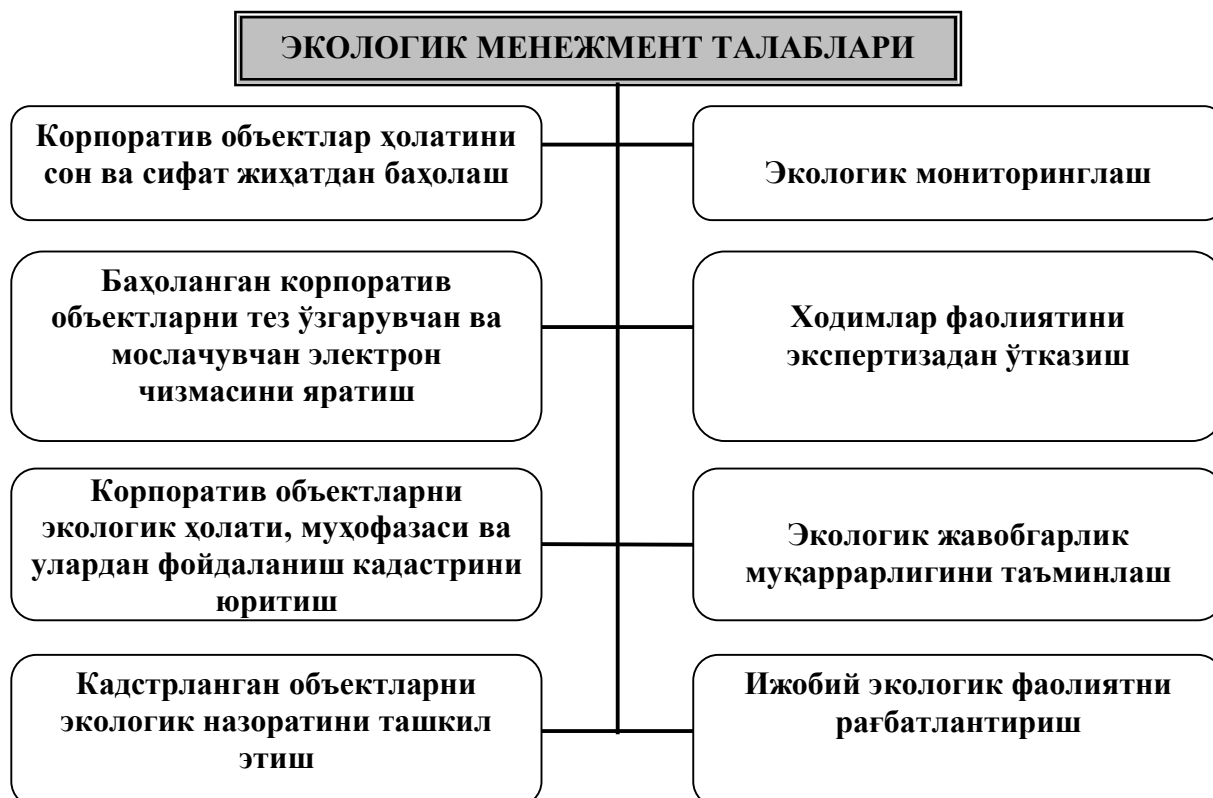 ЭКОЛОГИК МЕНЕЖМЕНТ ТАЛАБЛАРИ
Корпоратив объектлар ҳолатини
сон ва сифат жиҳатдан баҳолаш
Экологик мониторинглаш
Баҳоланган корпоратив
объектларни тез ўзгарувчан ва
мослачувчан электрон
чизмасини яратиш
Ходимлар фаолиятини
экспертизадан ўтказиш
Корпоратив объектларни
экологик ҳолати, муҳофазаси ва
улардан фойдаланиш кадастрини
юритиш
Экологик жавобгарлик
муқаррарлигини таъминлаш
Кадстрланган объектларни
экологик назоратини ташкил
этиш
Ижобий экологик фаолиятни
рағбатлантириш